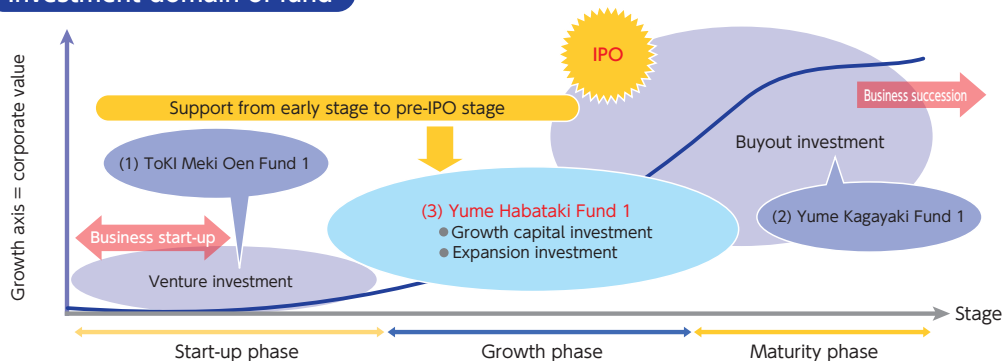 Investment domain of fund
IPO
Support from early stage to pre-IPO stage
Business succession
Growth axis = corporate value
(1) ToKI Meki Oen Fund 1
Buyout investment
(3) Yume Habataki Fund 1
● Growth capital investment
● Expansion investment
(2) Yume Kagayaki Fund 1
Business start-up
Venture investment
Stage
Start-up phase
Growth phase
Maturity phase